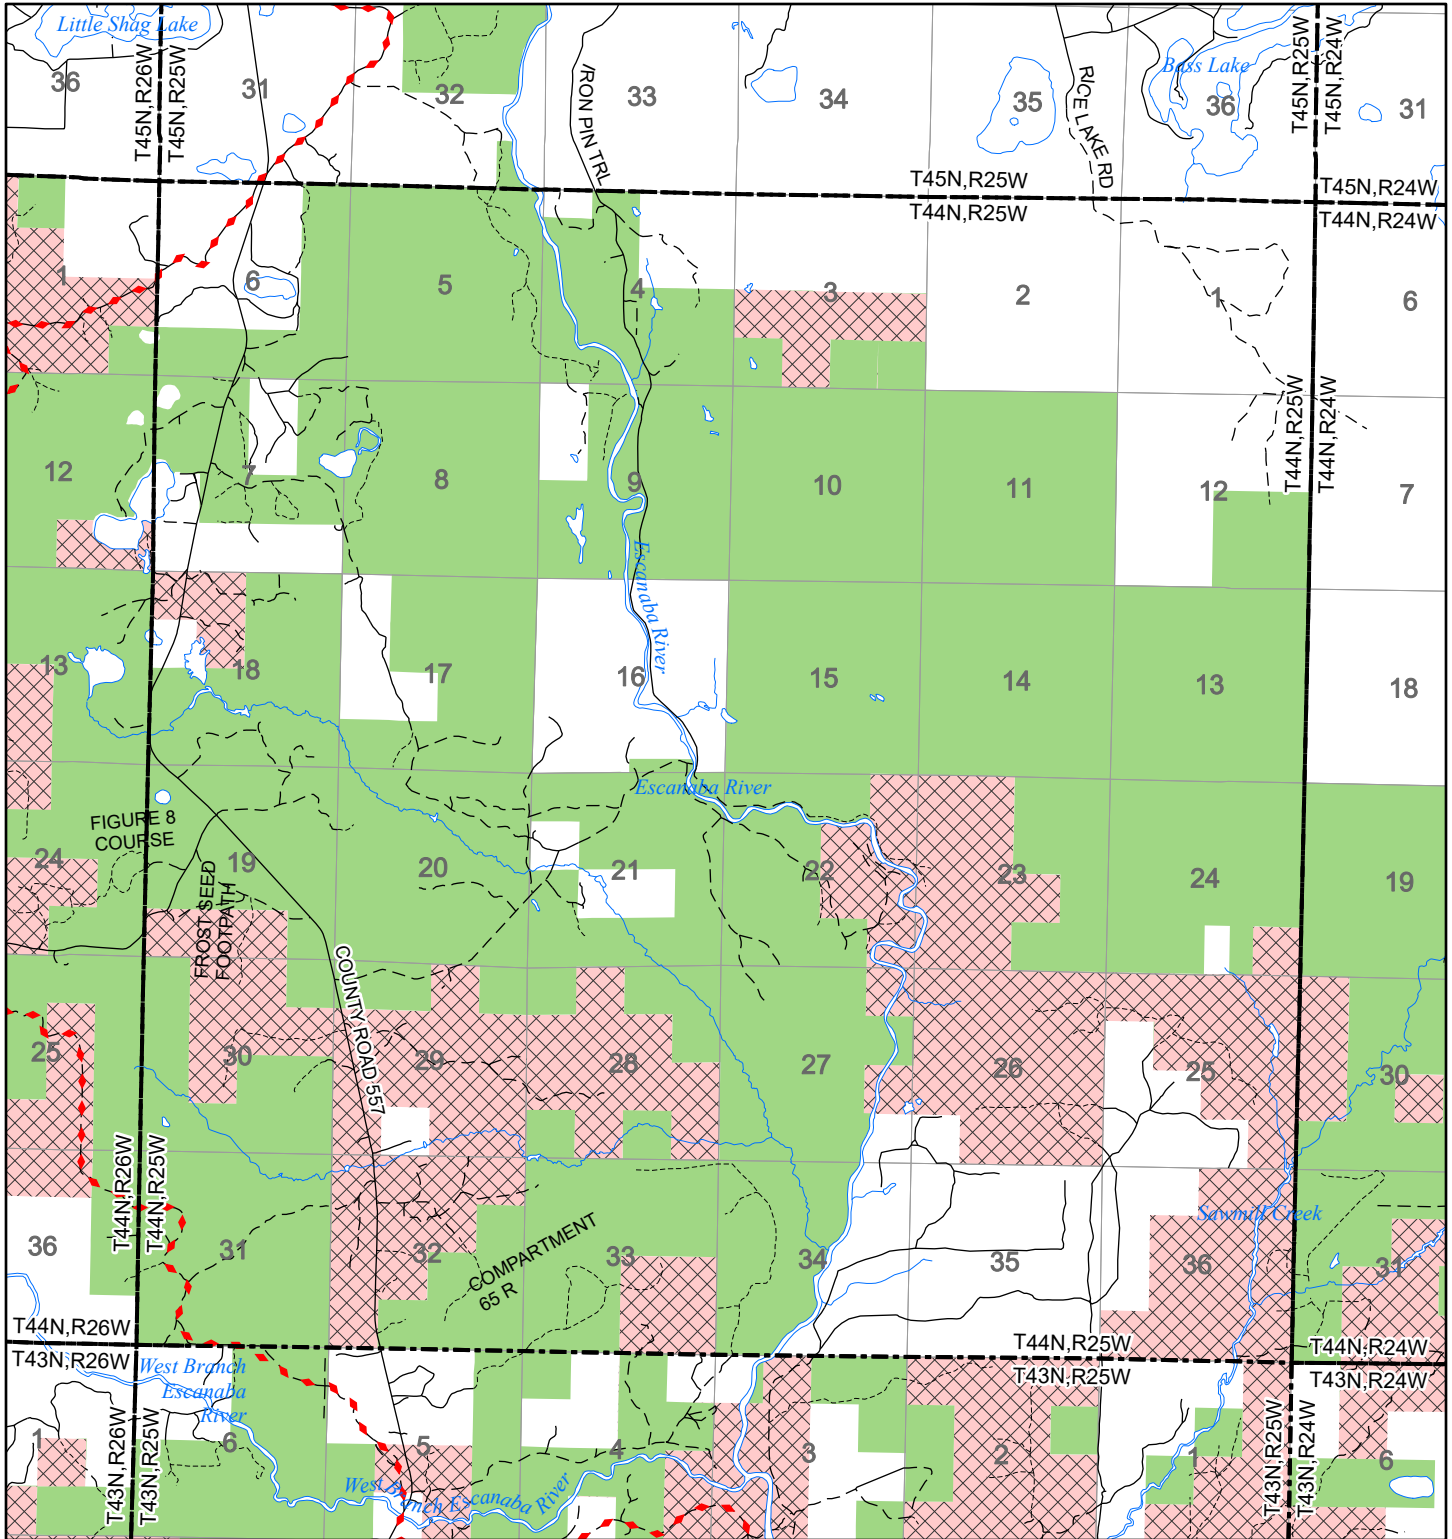 Little Shag Lake
36
31
32
33
34
35
36
31
Bass Lake
IRON PIN TRL
RICE LAKE RD
T45N,R26W
T45N,R25W
T45N,R25W
T45N,R24W
T45N,R25W
T44N,R25W
T45N,R24W
T44N,R24W
1
6
5
4
3
2
1
6
12
7
8
9
10
11
12
7
T44N,R25W
T44N,R24W
Escanaba River
13
18
17
16
15
14
13
18
Escanaba River
FIGURE 8
COURSE
24
19
20
21
22
23
24
19
FROST SEED
FOOTPATH
COUNTY ROAD 557
25
30
29
28
27
26
25
30
T44N,R26W
T44N,R25W
Sawmill Creek
36
31
32
33
34
35
36
31
COMPARTMENT
65 R
T44N,R26W
T43N,R26W
T44N,R25W
T43N,R25W
T44N,R24W
T43N,R24W
West Branch
Escanaba
River
1
6
5
4
3
2
1
6
T43N,R26W
T43N,R25W
West Branch Escanaba River
T43N,R25W
T43N,R24W